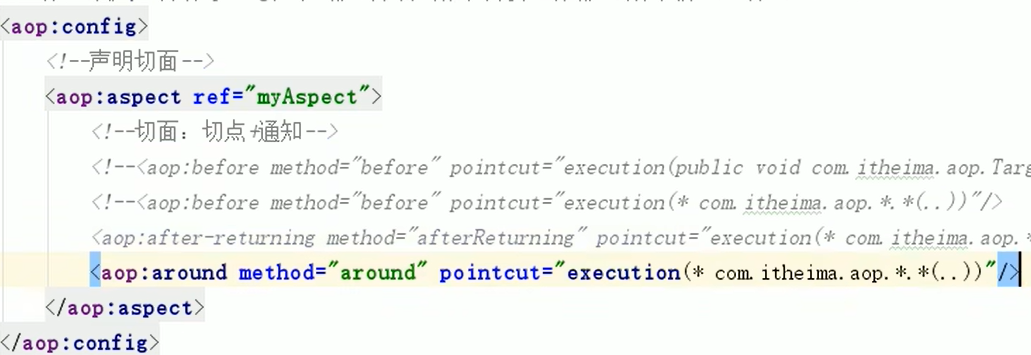 <aop:config>
<!--声明切面-->
<aop:aspect ref="myAspect">
<!--切面：切点+通知-->
<!--<aop:before method="before" pointcut="execution(public void com.itheima.aop.Targ
<!--<aop:before method="before" pointcut="execution(* com.itheima.aop.*.*(..))"/>
<aop:after-returning method="afterReturning" pointcut="execution(* com.itheima.aop.*
<aop:around method="around" pointcut="execution(* com.itheima.aop.*.*(..))"/>
</aop:aspect>
</aop:config>